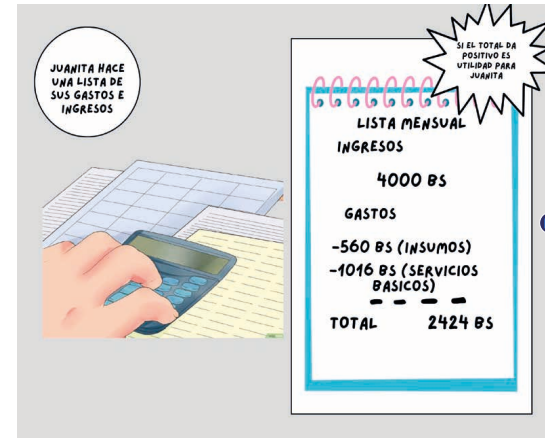 JUANITA HACE
UNA LISTA DE
SUS GASTOS E
INGRESOS
SI EL TOTAL DA
POSITIVO ES
UTILIDAD PARA
JUANITA
LISTA MENSUAL
INGRESOS
4000 BS
GASTOS
-560 BS (INSUMOS)
-1016 BS (SERVICIOS
BASICOS)
TOTAL 2424 BS